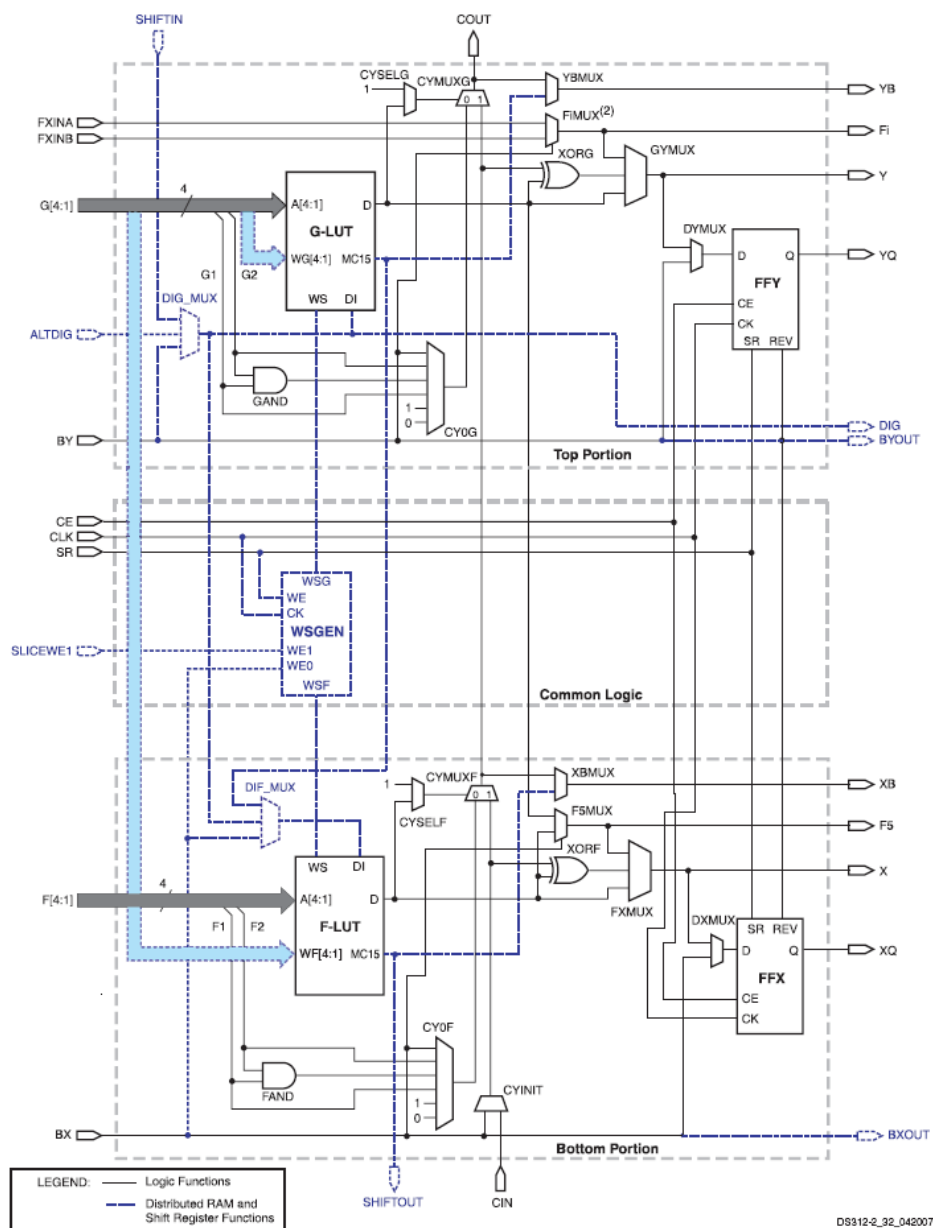 SHIFTIN
COUT
CYSELG
CYMUXG
YBMUX
1
0 1
YB
FXINA
FXINB
FiMUX(2)
Fi
XORG
GYMUX
Y
4
G[4:1]
A[4:1]
D
G-LUT
WG[4:1]
MC15
WS
DI
G1
G2
DYMUX
D
Q
YQ
FFY
CE
CK
SR
REV
DIG_MUX
ALTDIG
GAND
1
0
CY0G
DIG
BY
BYOUT
Top Portion
CE
CLK
SR
WSG
WE
CK
WSGEN
SLICEWE1
WE1
WE0
WSF
Common Logic
DIF_MUX
1
CYMUXF
0 1
XBMUX
XB
CYSELF
F5MUX
F5
XORF
X
FXMUX
WS
DI
4
F[4:1]
A[4:1]
D
F-LUT
WF[4:1]
MC15
F1
F2
DXMUX
SR
REV
D
Q
XQ
FFX
CE
CK
CY0F
FAND
1
0
CYINIT
BX
BXOUT
Bottom Portion
SHIFTOUT
CIN
LEGEND:
Logic Functions
Distributed RAM and
Shift Register Functions
DS312-2_32_042007